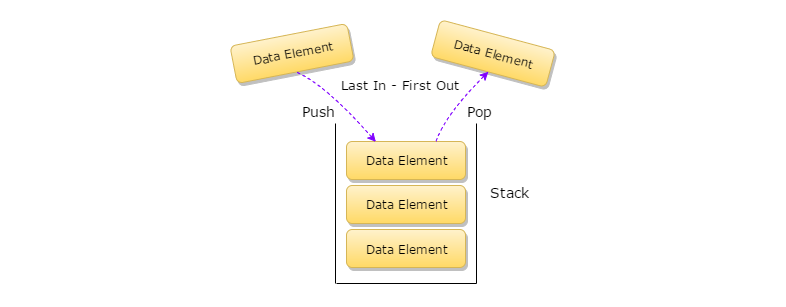 Data Element
Data Element
Last In - First Out
Push
Pop
Data Element
Stack
Data Element
Data Element